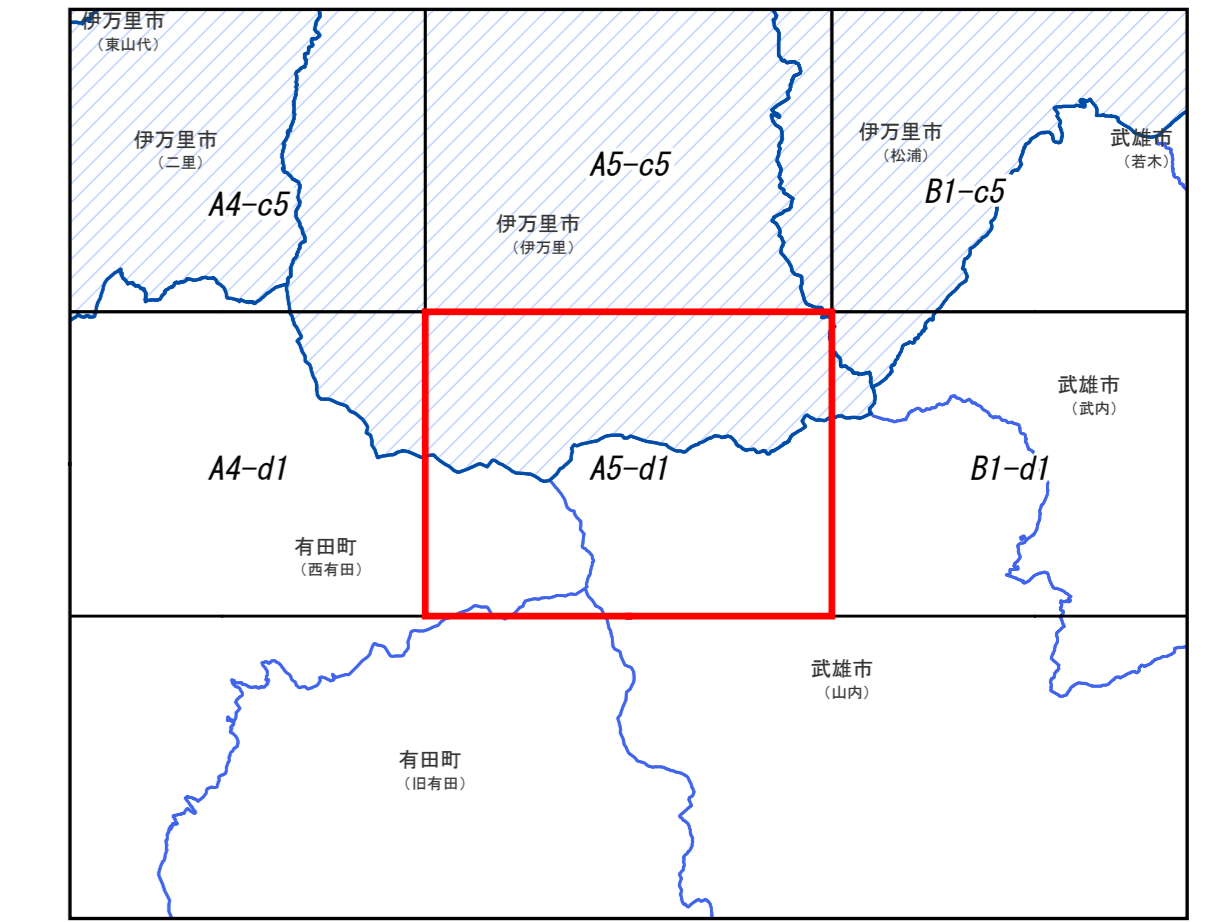 伊万里市
（東山代）
伊万里市
（二里）
A4-c5
A5-c5
伊万里市
（伊万里）
伊万里市
（松浦）
武雄市
（若木）
B1-c5
武雄市
（武内）
A4-d1
A5-d1
B1-d1
有田町
（西有田）
武雄市
（山内）
有田町
（旧有田）